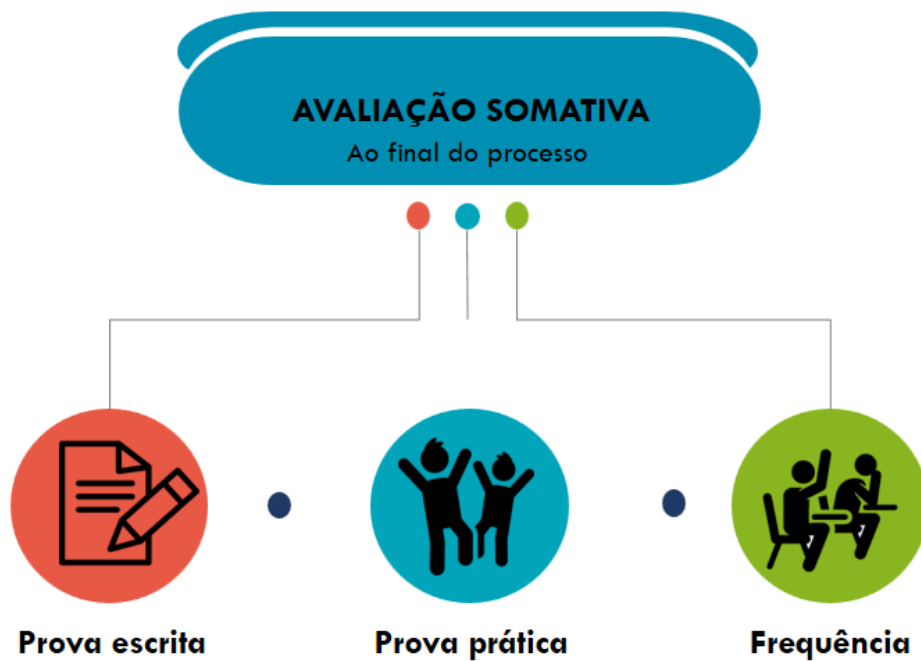 AVALIAÇÃO SOMATIVA
Ao final do processo
Prova escrita
Prova prática
Frequência